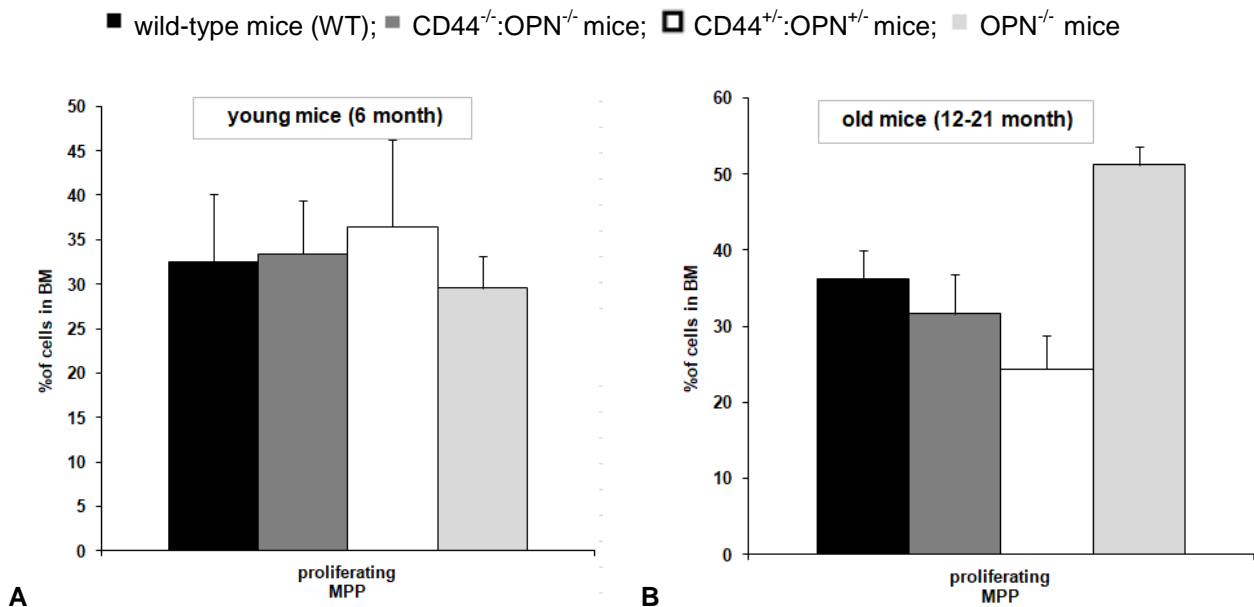 wild-type mice (WT); CD44-/-:OPN-/- mice; CD44+/-:OPN+/- mice; OPN-/- mice
young mice (6 month)
50
45
40
35
30
25
20
15
10
5
0
%of cells in BM
proliferating
MPP
A
old mice (12-21 month)
60
50
40
30
20
10
0
%of cells in BM
proliferating
MPP
B